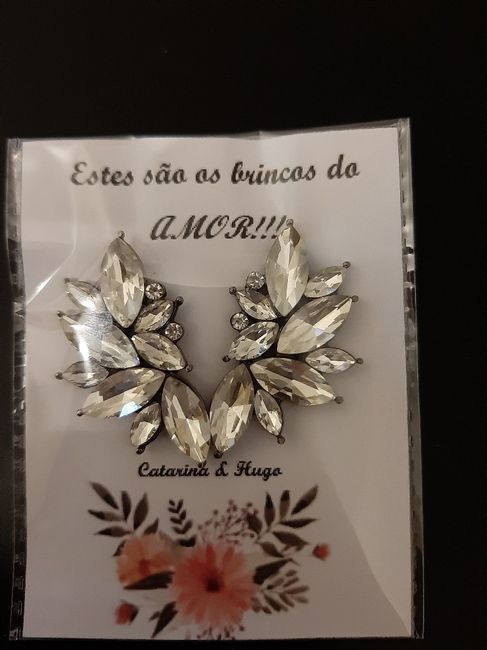 Estes são os brincos do
AMOR!!!
Catarina & Hugo